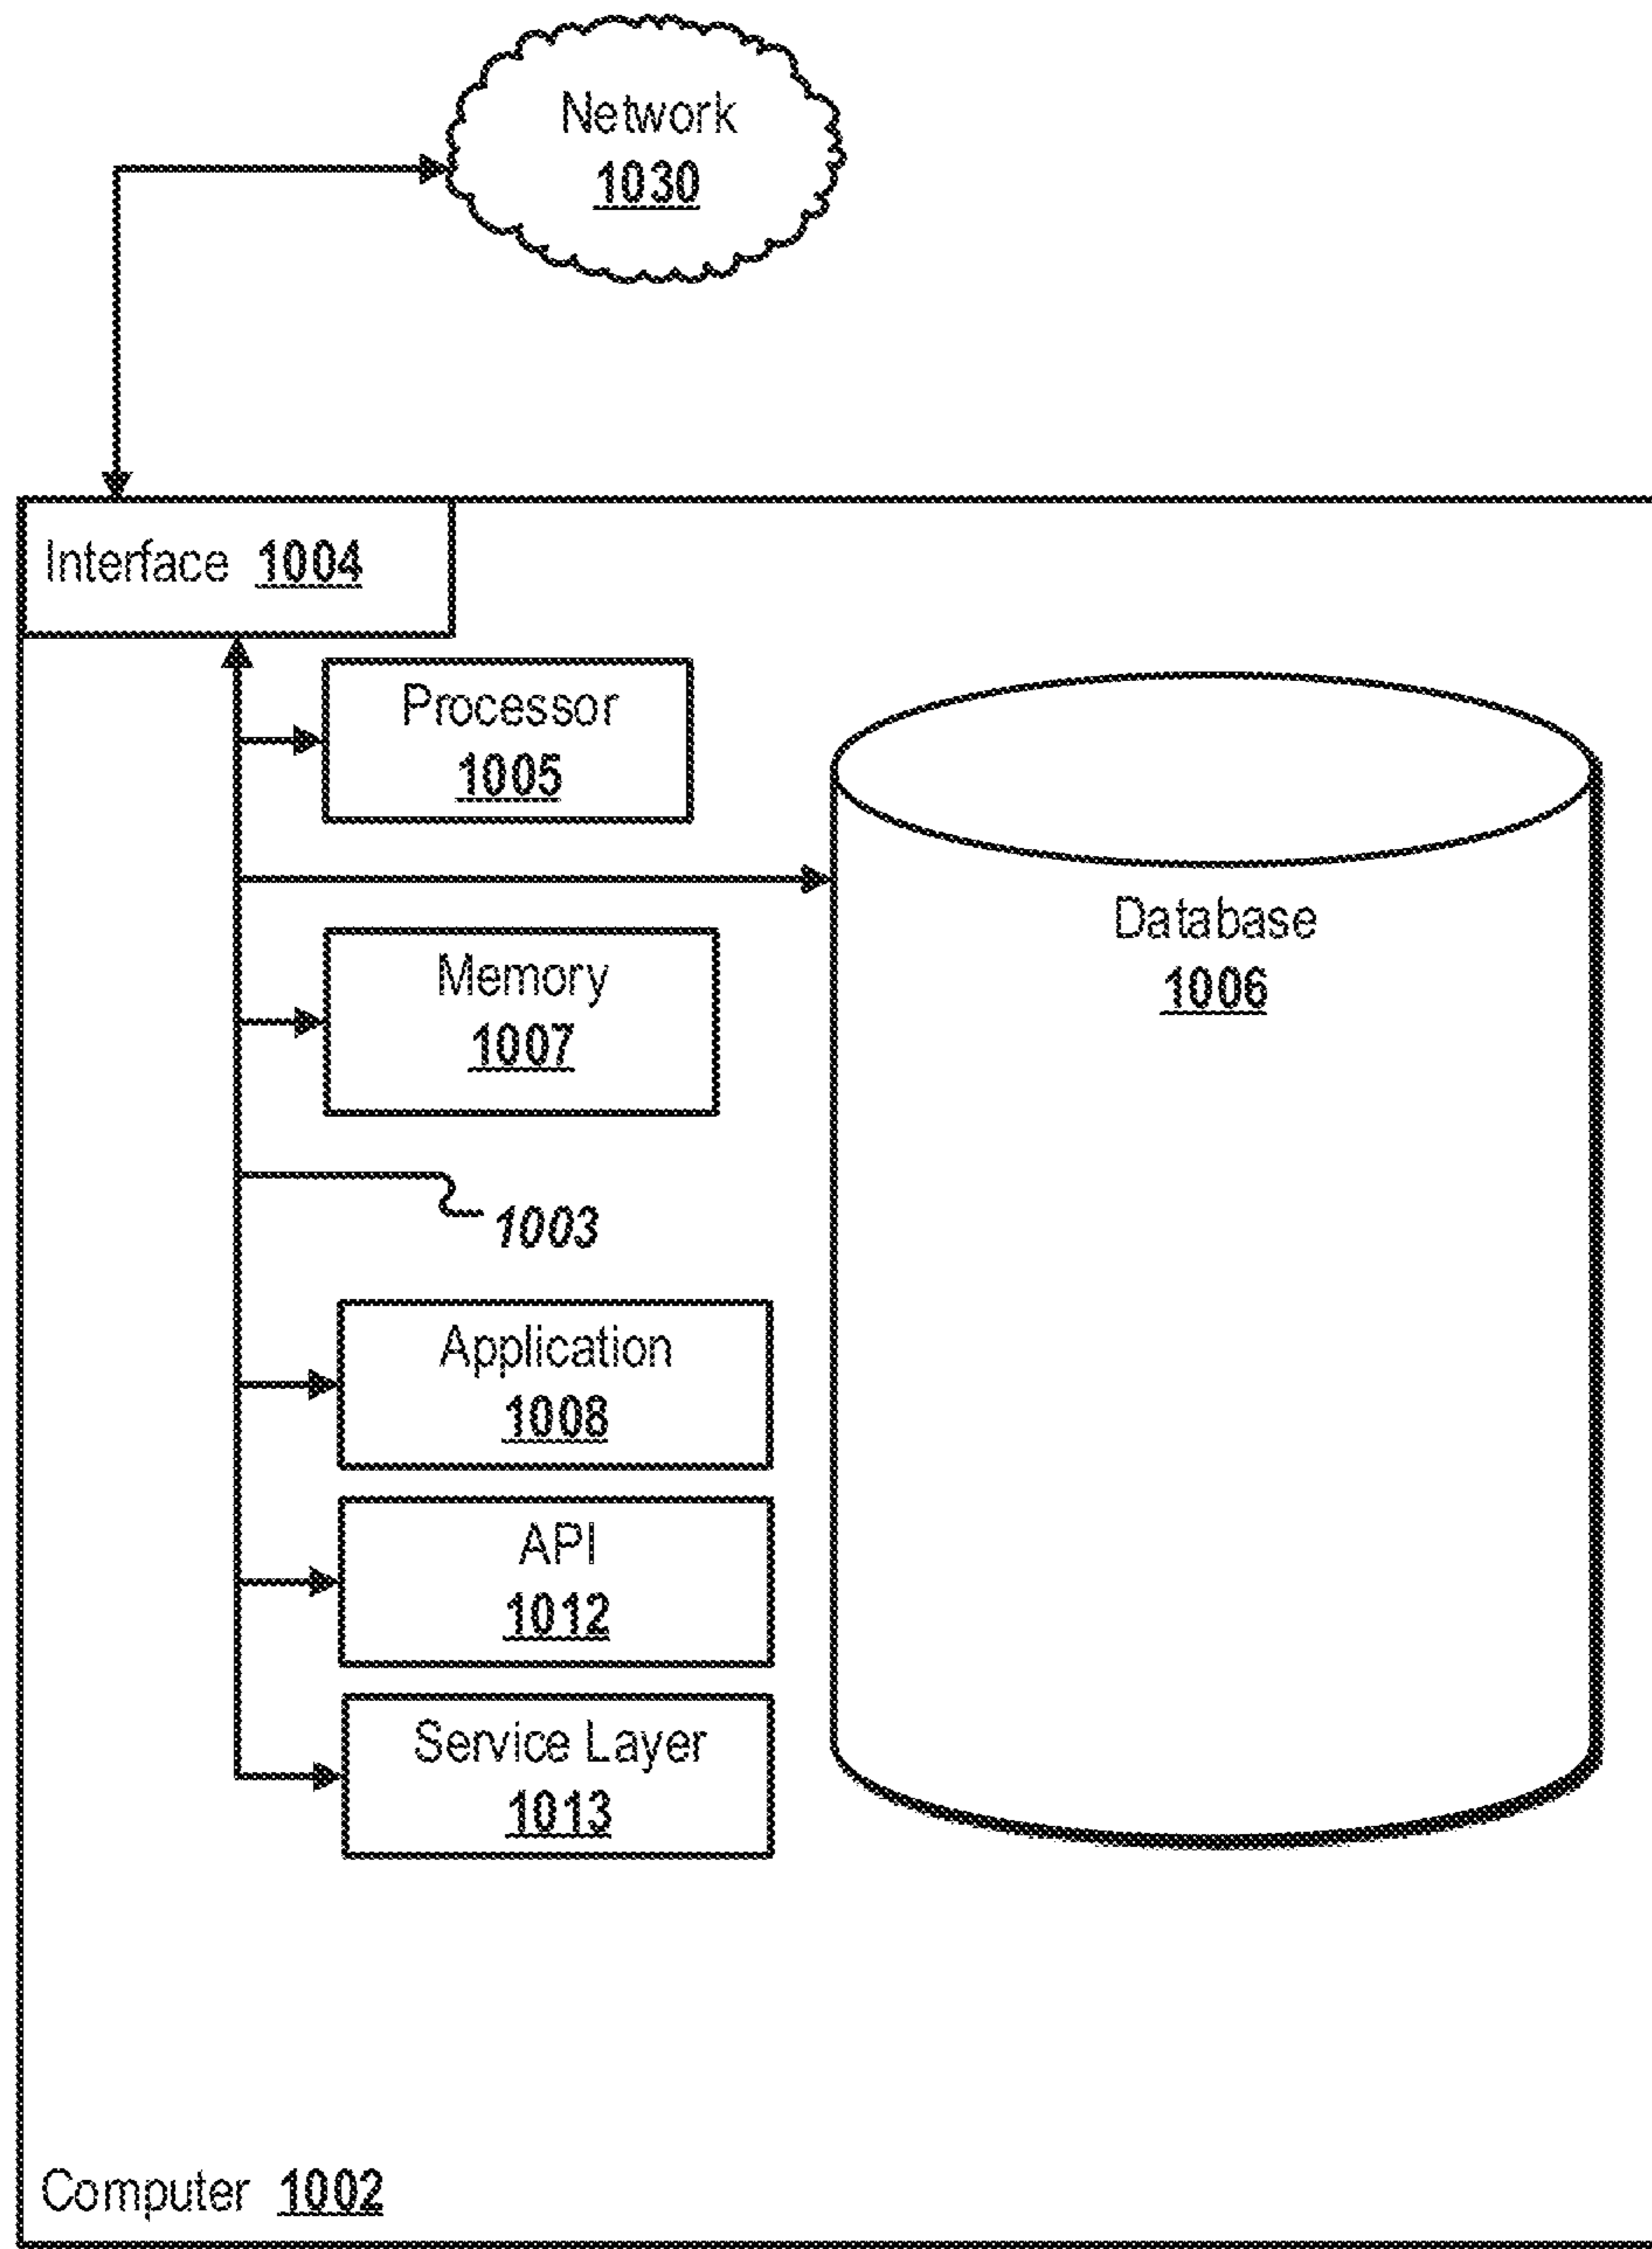 Network
1030
Interface 1004
Processor
1005
Database
1006
Memory
1007
1003
Application
1008
API
1012
Service Layer
1013
Computer 1002